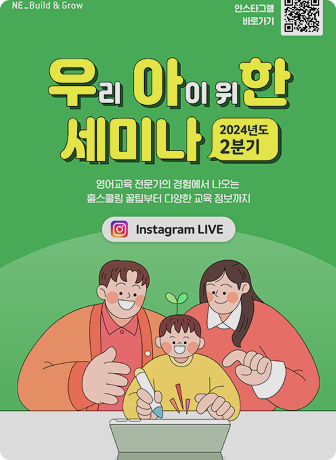 NE_Build & Grow
인스타그램
바로가기
우리 아이 위한
세미나
2024년도
2분기
영어교육 전문가의 경험에서 나오는
홈스쿨링 꿀팁부터 다양한 교육 정보까지
Instagram LIVE